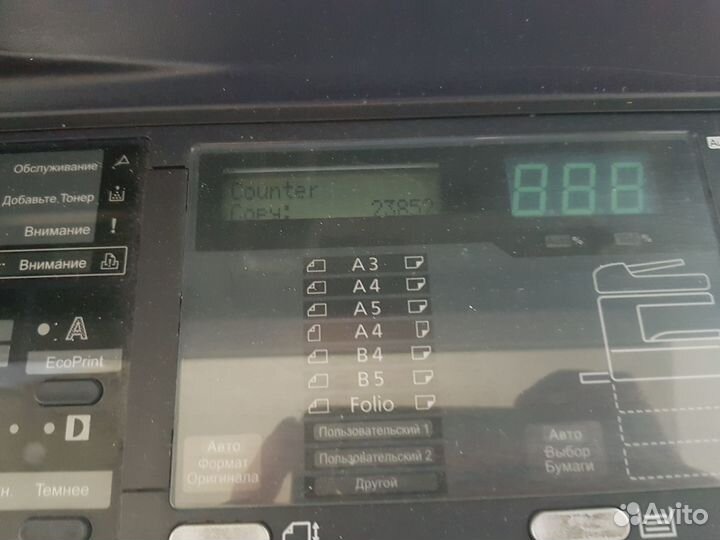 Обслуживание
Добавьте.Тонер
Внимание
Внимание
EcoPrint
D
Темнее
Counter
Copy: 23852
888
A3
A4
A5
A4
B4
B5
Folio
Пользовательский 1
Пользовательский 2
Другой
Авто
Формат
Оригинала
Авто
Выбор
Бумаги
Avito